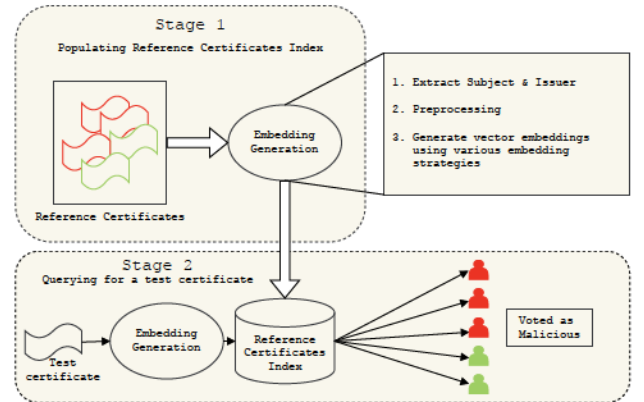 Stage 1
Populating Reference Certificates Index
Embedding
Generation
Reference Certificates
1. Extract Subject & Issuer
2. Preprocessing
3. Generate vector embeddings
using various embedding
strategies
Stage 2
Querying for a test certificate
Test
certificate
Embedding
Generation
Reference
Certificates
Index
Voted as
Malicious